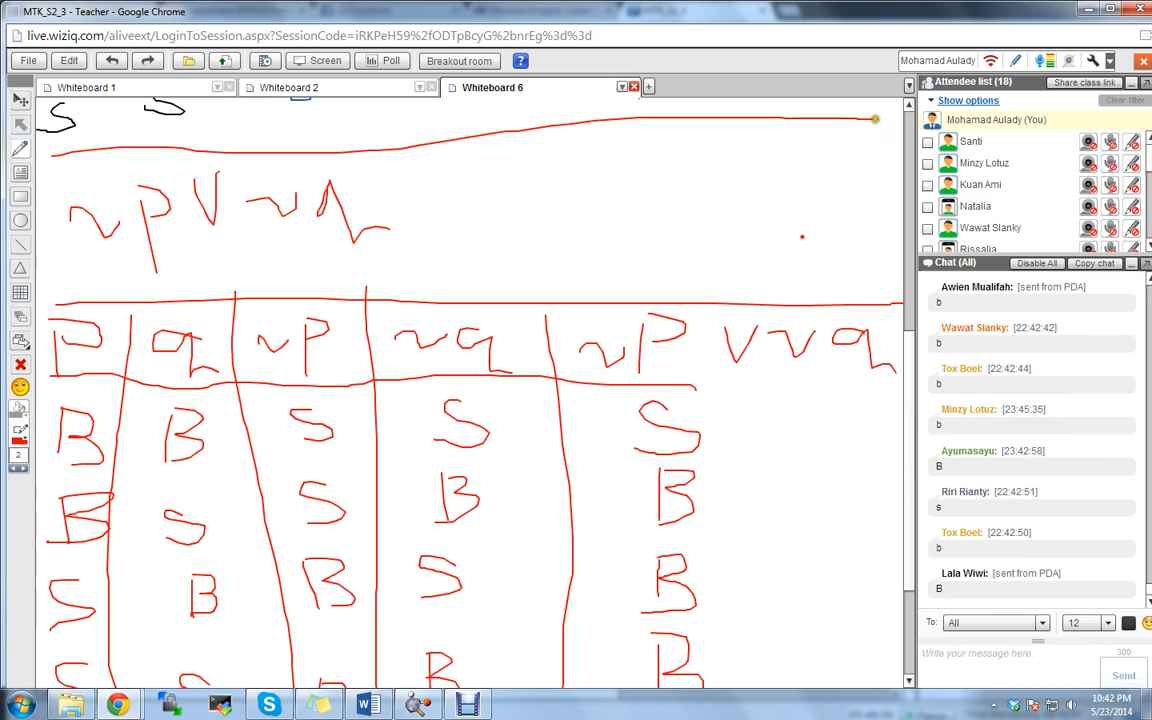 MTK_S2_3 - Teacher - Google Chrome
live.wiziq.com/aliveext/LoginToSession.aspx?SessionCode=iRKPeH59%2fODTpBcyG%2bnrEg%3d%3d
File Edit Screen Poll Breakout room ? Mohamad Aulady
Whiteboard 1 Whiteboard 2 Whiteboard 6
Attendee list (18) Share class link
Show options Clear filter
Mohamad Aulady (You)
Santi
Minzy Lotuz
Kuan Ami
Natalia
Wawat Slanky
Rissalia
Chat (All) Disable All Copy chat
Awien Mualifah: [sent from PDA]
b
Wawat Slanky: [22:42:42]
b
Tox Boel: [22:42:44]
b
Minzy Lotuz: [23:45:35]
b
Ayumasayu: [23:42:58]
B
Riri Rianty: [22:42:51]
s
Tox Boel: [22:42:50]
b
Lala Wiwi: [sent from PDA]
B
To: All 12
Write your message here. 300
Send
S S
~p V ~q
P q ~P ~q ~P V ~q
B B S S S
B S S B B
S B B S B
S S B B B
2
10:42 PM
5/23/2014